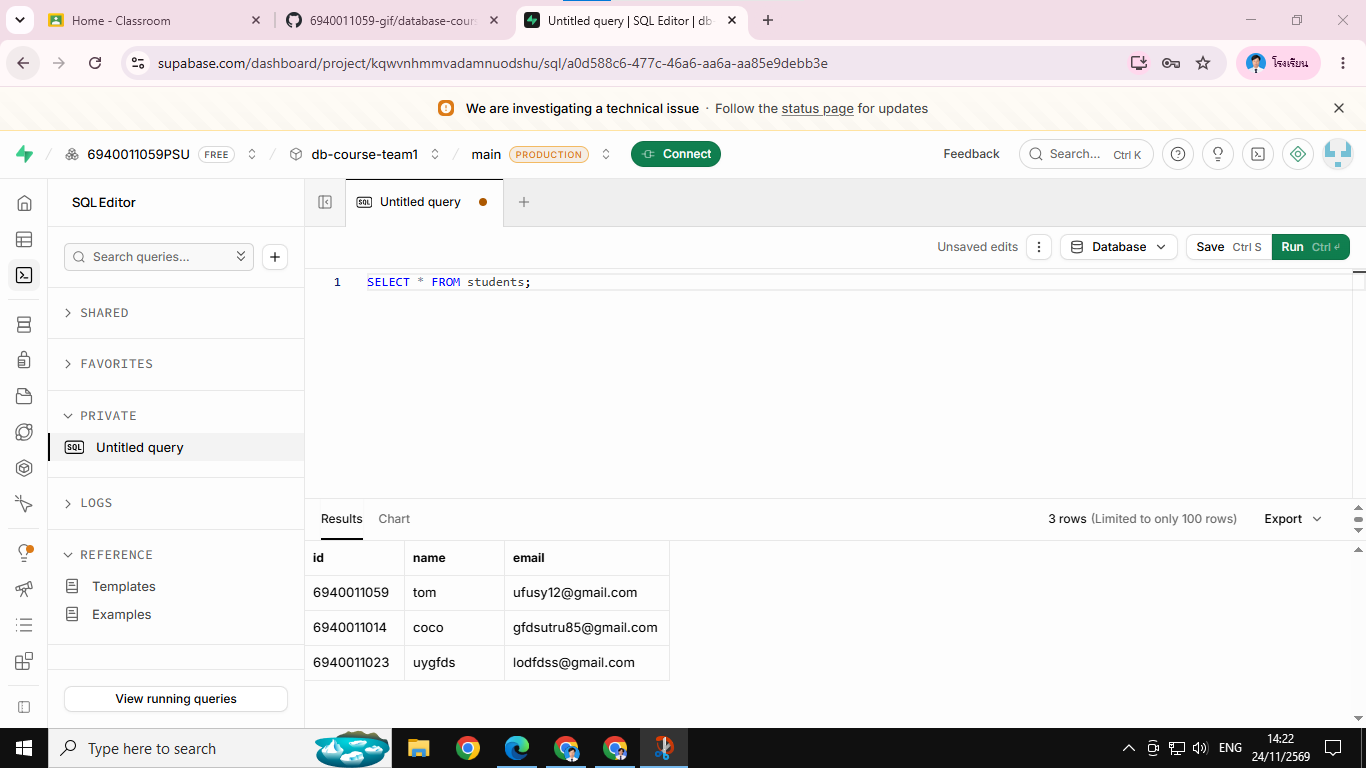 Home - Classroom
6940011059-gif/database-cours
Untitled query | SQL Editor | db-
supabase.com/dashboard/project/kqwvnhmmvadamnuodshu/sql/a0d588c6-477c-46a6-aa6a-aa85e9debb3e
โรงเรียน
We are investigating a technical issue · Follow the status page for updates
6940011059PSU FREE / db-course-team1 / main PRODUCTION Connect Feedback Search... Ctrl K
SQL Editor
SQL Untitled query
Search queries...
Unsaved edits Database Save Ctrl S Run Ctrl ↵
1 SELECT * FROM students;
SHARED
FAVORITES
PRIVATE
SQL Untitled query
LOGS
REFERENCE
Templates
Examples
View running queries
Results Chart 3 rows (Limited to only 100 rows) Export
id name email
6940011059 tom ufusy12@gmail.com
6940011014 coco gfdsutru85@gmail.com
6940011023 uygfds lodfdss@gmail.com
Type here to search
ENG
14:22
24/11/2569